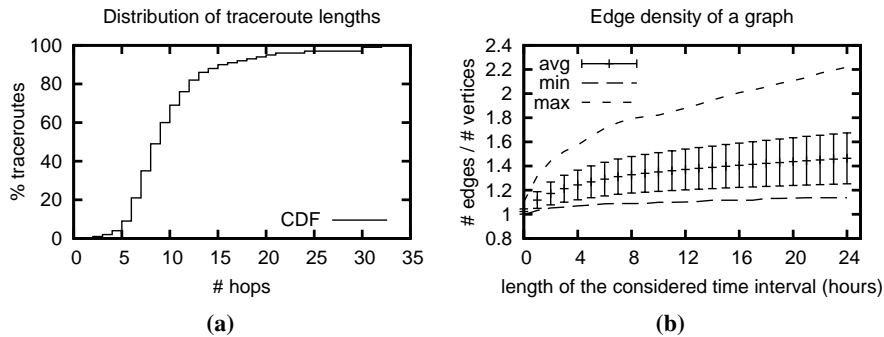 Distribution of traceroute lengths
100
80
60
40
20
0
% traceroutes
CDF
0 5 10 15 20 25 30 35
# hops
(a)
Edge density of a graph
2.4
2.2
2
1.8
1.6
1.4
1.2
1
0.8
# edges / # vertices
avg
min
max
0 4 8 12 16 20 24
length of the considered time interval (hours)
(b)